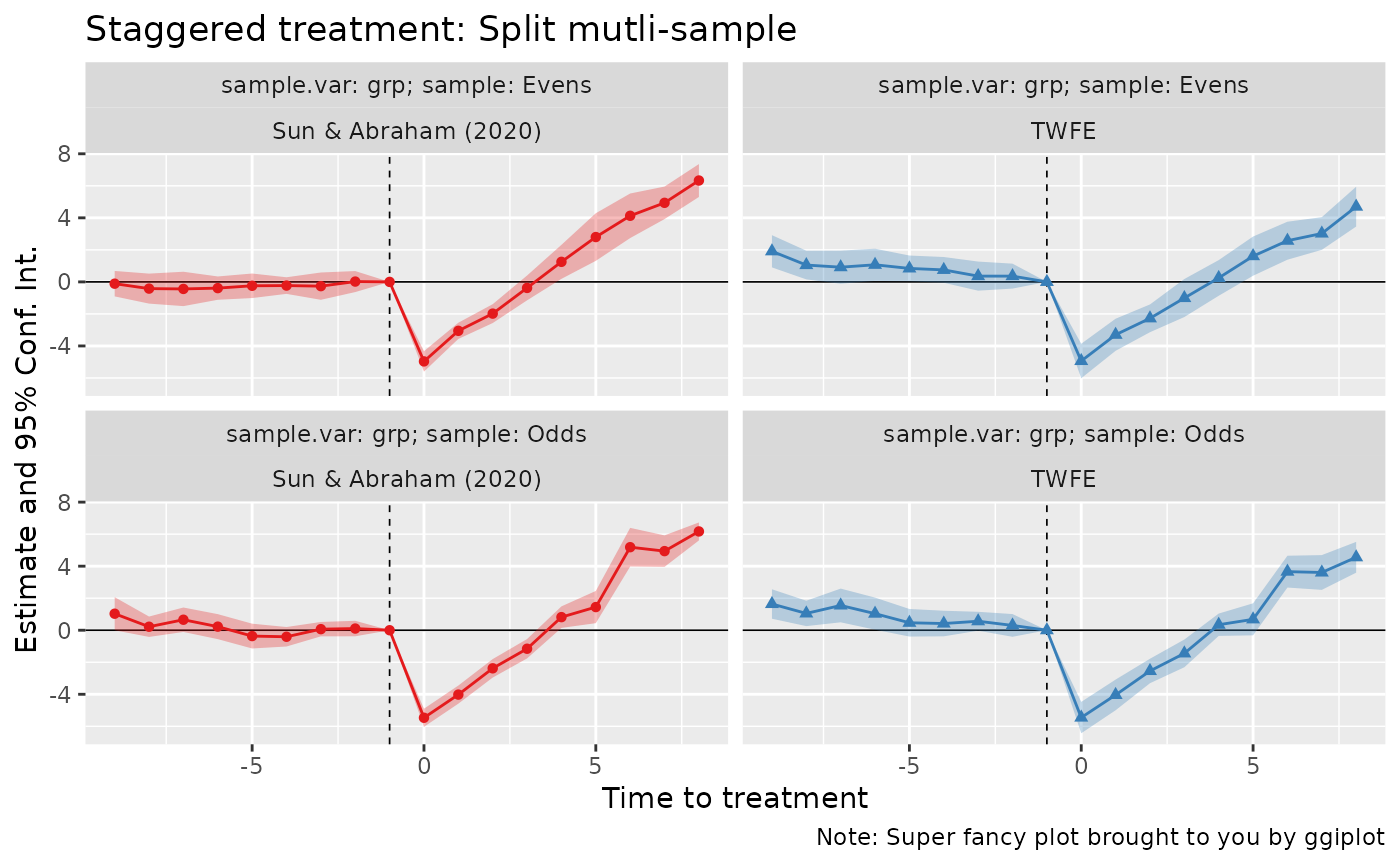 Staggered treatment: Split mutli-sample
sample.var: grp; sample: Evens
Sun & Abraham (2020)
sample.var: grp; sample: Evens
TWFE
8
4
0
-4
sample.var: grp; sample: Odds
Sun & Abraham (2020)
sample.var: grp; sample: Odds
TWFE
8
4
0
-4
Estimate and 95% Conf. Int.
-5 0 5
-5 0 5
Time to treatment
Note: Super fancy plot brought to you by ggiplot